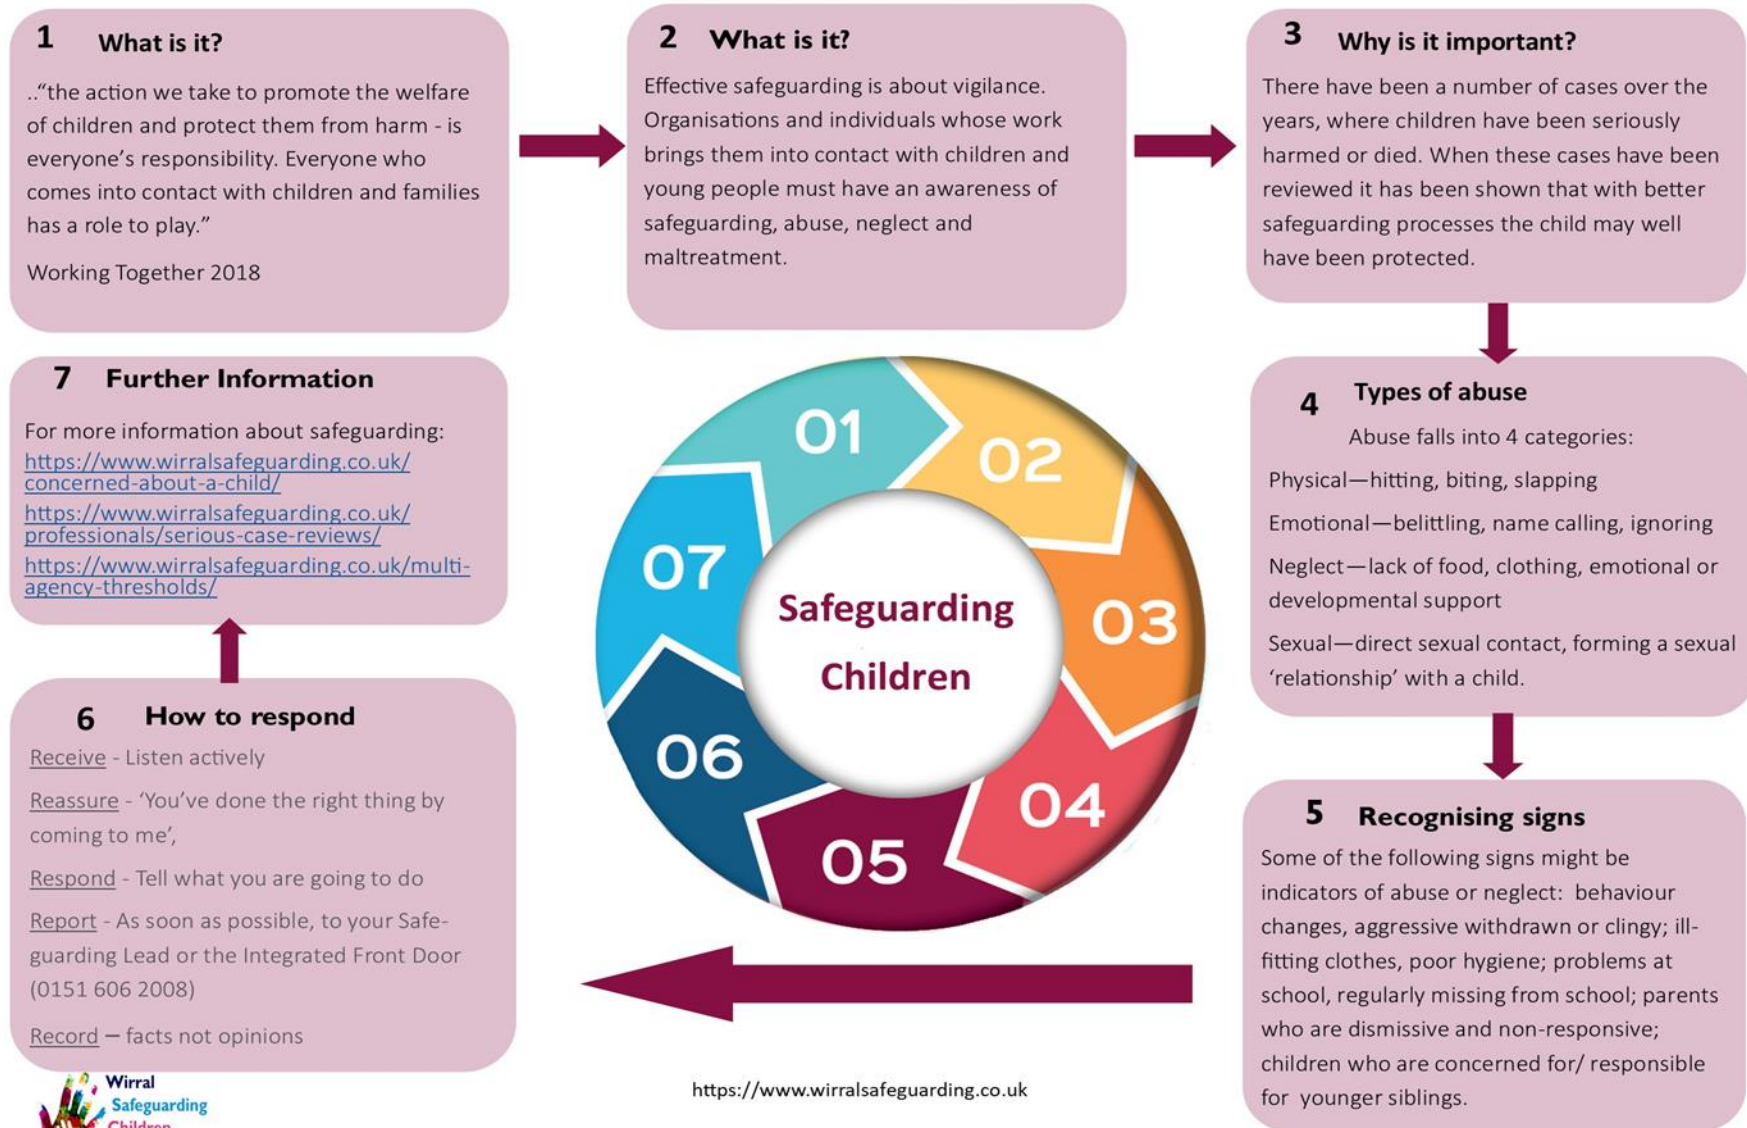 1 What is it?
..“the action we take to promote the welfare
of children and protect them from harm - is
everyone’s responsibility. Everyone who
comes into contact with children and families
has a role to play.”
Working Together 2018
2 What is it?
Effective safeguarding is about vigilance.
Organisations and individuals whose work
brings them into contact with children and
young people must have an awareness of
safeguarding, abuse, neglect and
maltreatment.
3 Why is it important?
There have been a number of cases over the
years, where children have been seriously
harmed or died. When these cases have been
reviewed it has been shown that with better
safeguarding processes the child may well
have been protected.
4 Types of abuse
Abuse falls into 4 categories:
Physical—hitting, biting, slapping
Emotional—belittling, name calling, ignoring
Neglect—lack of food, clothing, emotional or
developmental support
Sexual—direct sexual contact, forming a sexual
‘relationship’ with a child.
5 Recognising signs
Some of the following signs might be
indicators of abuse or neglect: behaviour
changes, aggressive withdrawn or clingy; ill-
fitting clothes, poor hygiene; problems at
school, regularly missing from school; parents
who are dismissive and non-responsive;
children who are concerned for/ responsible
for younger siblings.
6 How to respond
Receive - Listen actively
Reassure - ‘You’ve done the right thing by
coming to me’,
Respond - Tell what you are going to do
Report - As soon as possible, to your Safe-
guarding Lead or the Integrated Front Door
(0151 606 2008)
Record – facts not opinions
7 Further Information
For more information about safeguarding:
https://www.wirralsafeguarding.co.uk/
concerned-about-a-child/
https://www.wirralsafeguarding.co.uk/
professionals/serious-case-reviews/
https://www.wirralsafeguarding.co.uk/multi-
agency-thresholds/
01
02
03
04
05
06
07
Safeguarding
Children
Wirral
Safeguarding
Children
https://www.wirralsafeguarding.co.uk